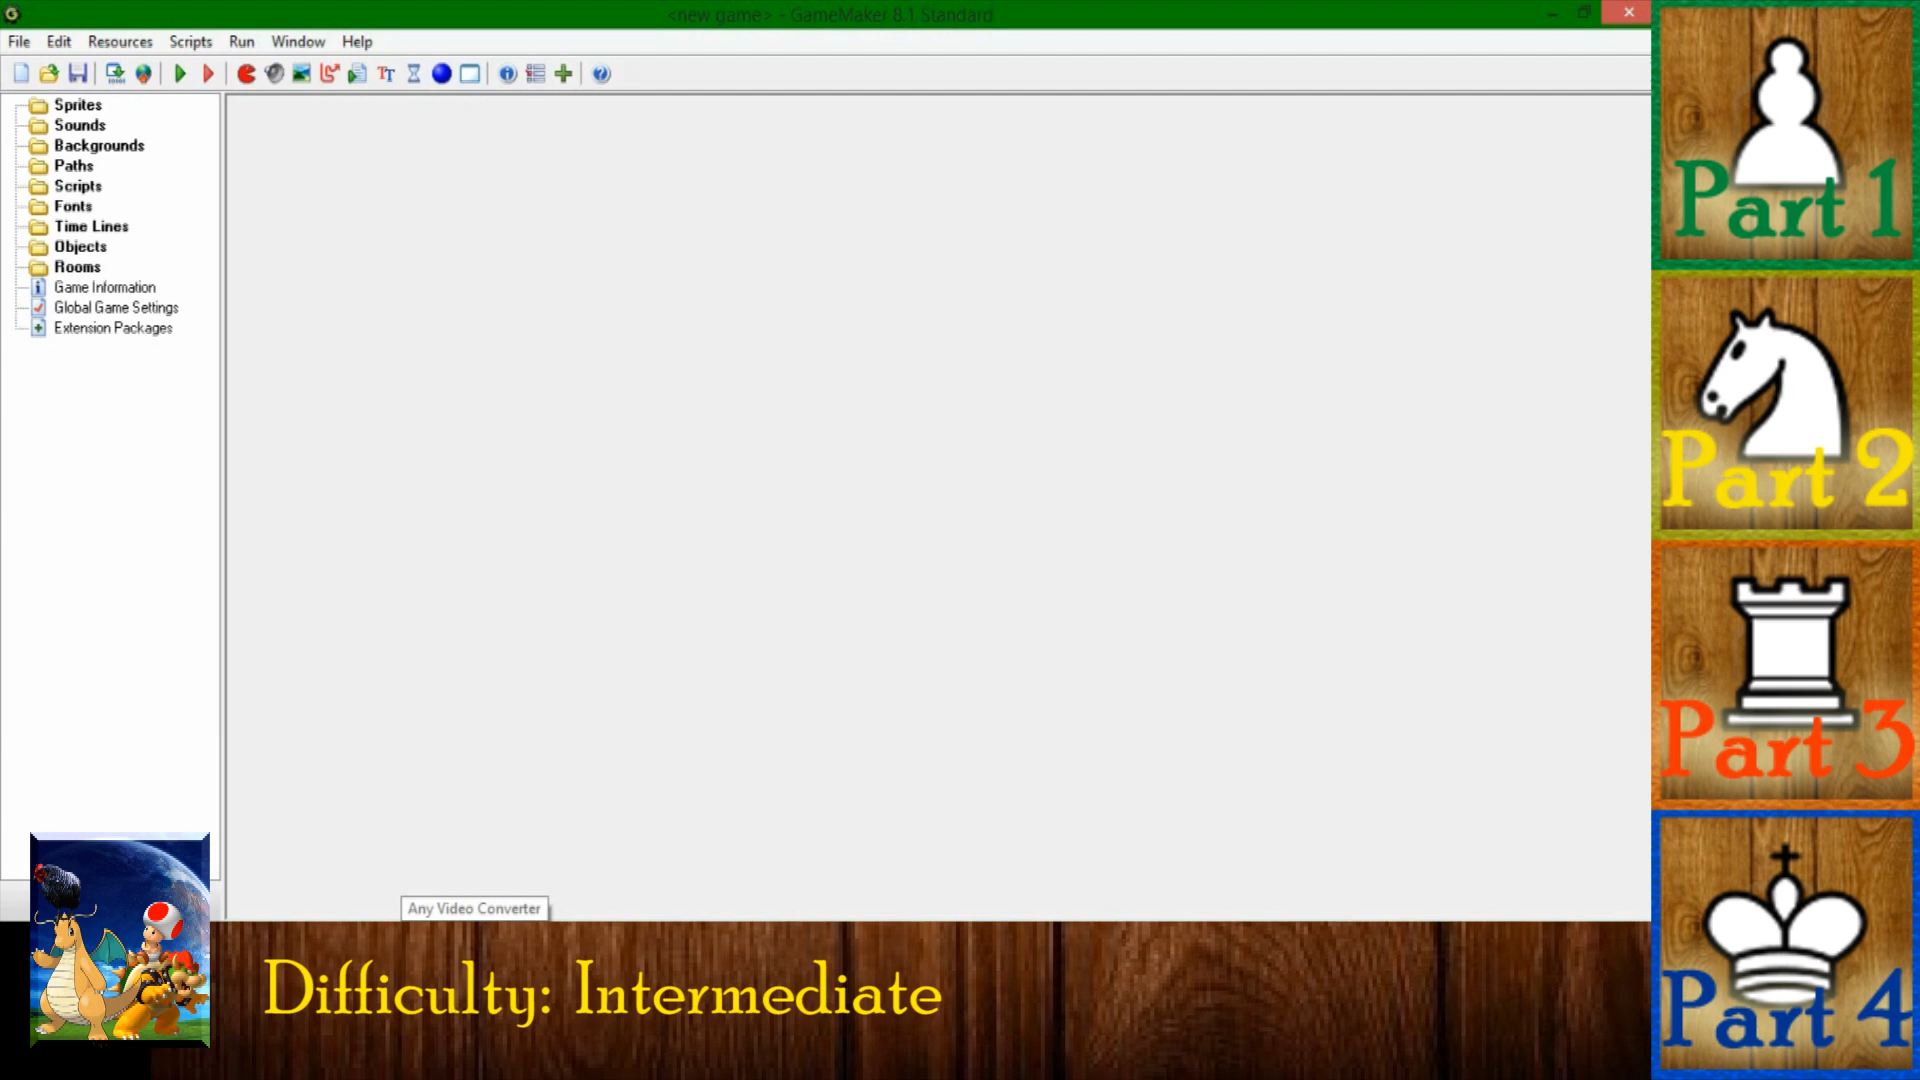 <new game> - GameMaker 8.1 Standard
File Edit Resources Scripts Run Window Help
Sprites
Sounds
Backgrounds
Paths
Scripts
Fonts
Time Lines
Objects
Rooms
Game Information
Global Game Settings
Extension Packages
Any Video Converter
Difficulty: Intermediate
Part 1
Part 2
Part 3
Part 4